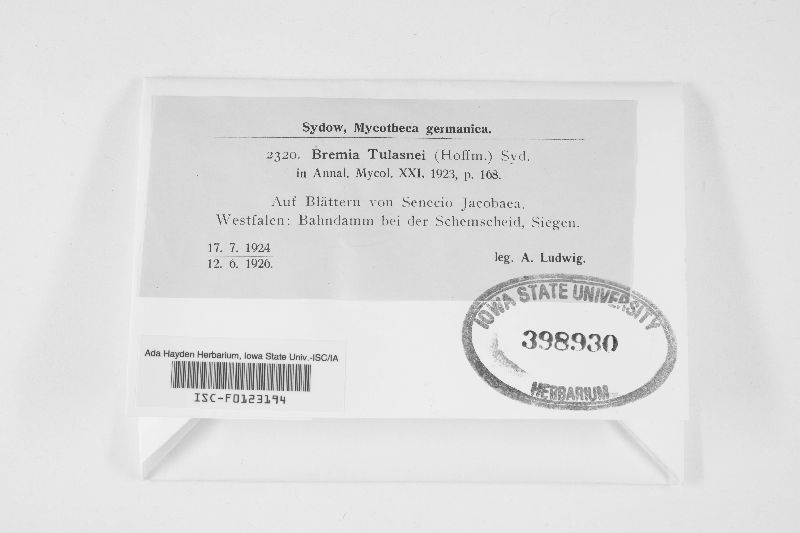 Sydow, Mycotheca germanica.
2320. Bremia Tulasnei (Hoffm.) Syd.
in Annal. Mycol. XXI, 1923, p. 168.
Auf Blättern von Senecio Jacobaea.
Westfalen: Bahndamm bei der Schemscheid, Siegen.
17. 7. 1924
12. 6. 1926.
leg. A. Ludwig.
IOWA STATE UNIVERSITY
398930
HERBARIUM
Ada Hayden Herbarium, Iowa State Univ.-ISC/IA
ISC-F0123194